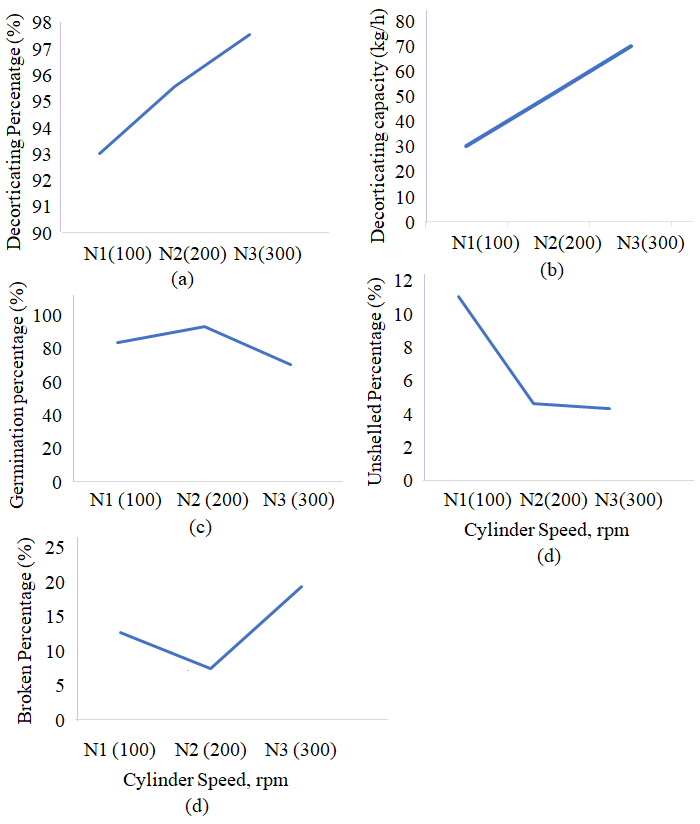 Decorticating Percenatge (%)
98
97
96
95
94
93
92
91
90
N1(100) N2(200) N3(300)
(a)
Decorticating capacity (kg/h)
80
70
60
50
40
30
20
10
0
N1(100) N2(200) N3(300)
(b)
Germination percentage (%)
100
80
60
40
20
0
N1 (100) N2 (200) N3 (300)
(c)
Unshelled Percentage (%)
12
10
8
6
4
2
0
N1(100) N2(200) N3(300)
Cylinder Speed, rpm
(d)
Broken Percentage (%)
25
20
15
10
5
0
N1 (100) N2 (200) N3 (300)
Cylinder Speed, rpm
(d)